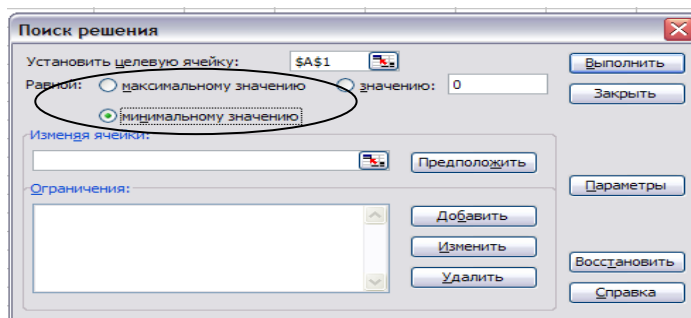 Поиск решения
Установить целевую ячейку: $A$1 Выполнить
Равной: максимальному значению значению: 0 Закрыть
минимальному значению
Изменяя ячейки:
Предположить
Ограничения: Параметры
Добавить
Изменить Восстановить
Удалить Справка